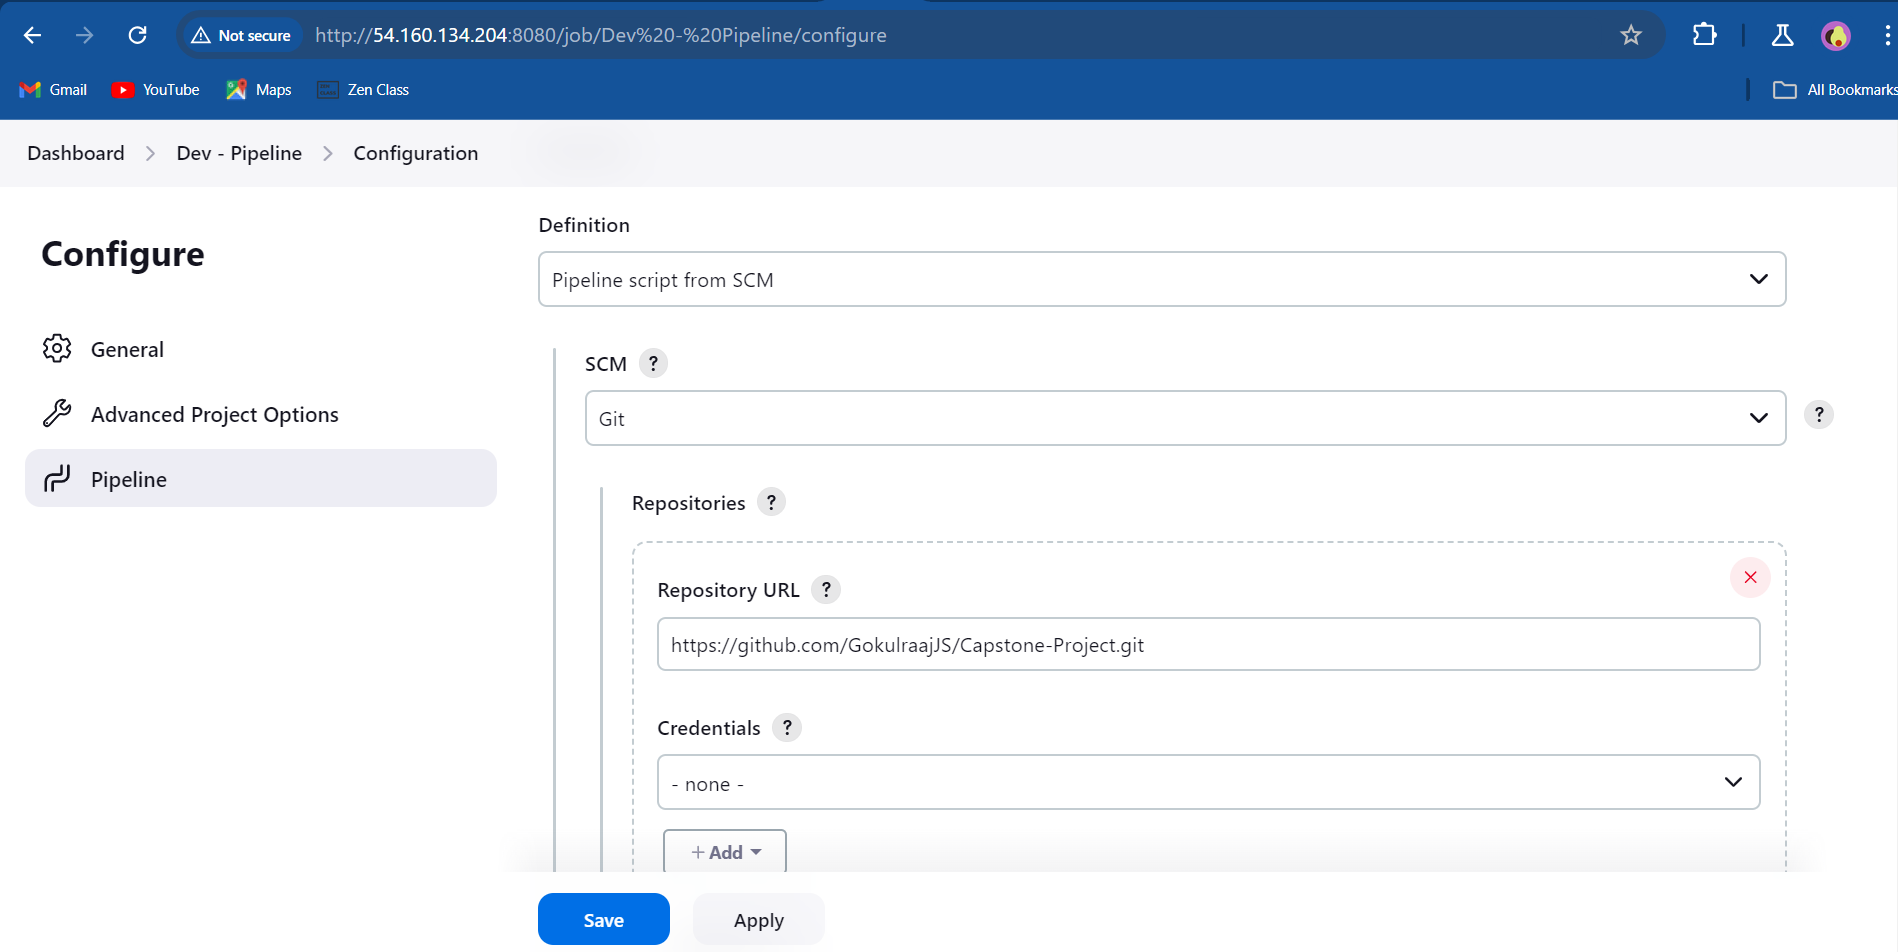 Not secure http://54.160.134.204:8080/job/Dev%20-%20Pipeline/configure
Gmail YouTube Maps Zen Class All Bookmarks
Dashboard Dev - Pipeline Configuration
Configure
General
Advanced Project Options
Pipeline
Definition
Pipeline script from SCM
SCM ?
Git
?
Repositories ?
Repository URL ?
https://github.com/GokulraajJS/Capstone-Project.git
Credentials ?
- none -
+ Add
Save Apply